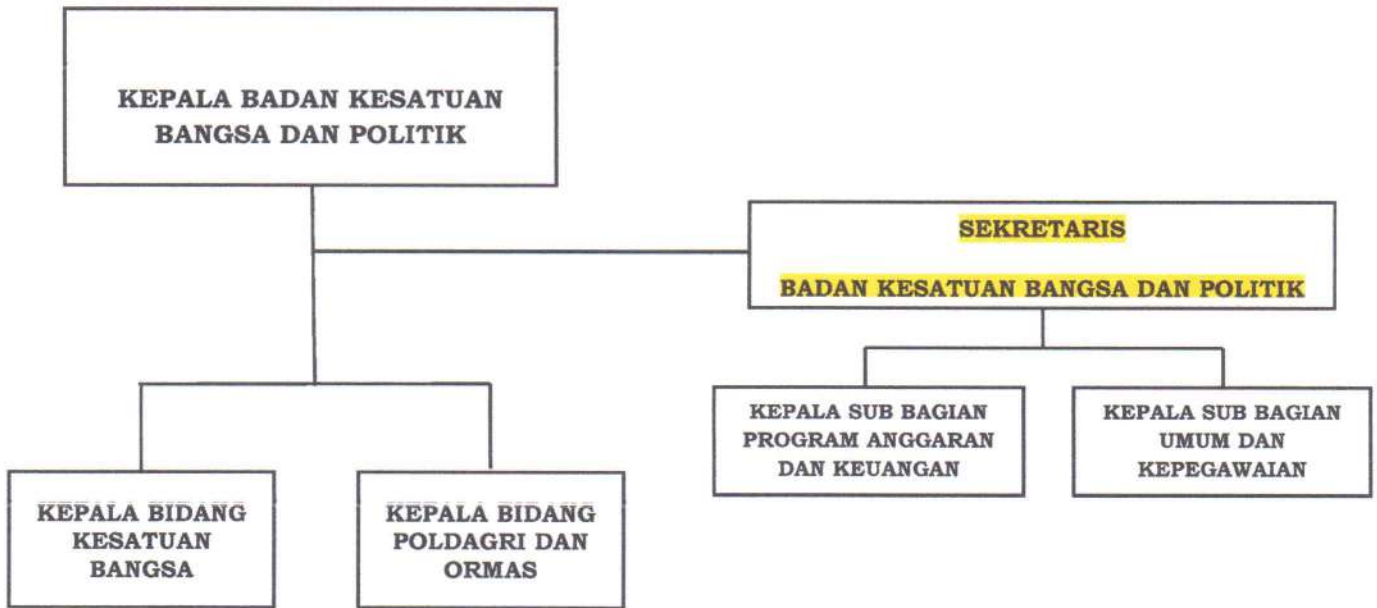 KEPALA BADAN KESATUAN
BANGSA DAN POLITIK
SEKRETARIS
BADAN KESATUAN BANGSA DAN POLITIK
KEPALA SUB BAGIAN
PROGRAM ANGGARAN
DAN KEUANGAN
KEPALA SUB BAGIAN
UMUM DAN
KEPEGAWAIAN
KEPALA BIDANG
KESATUAN
BANGSA
KEPALA BIDANG
POLDAGRI DAN
ORMAS